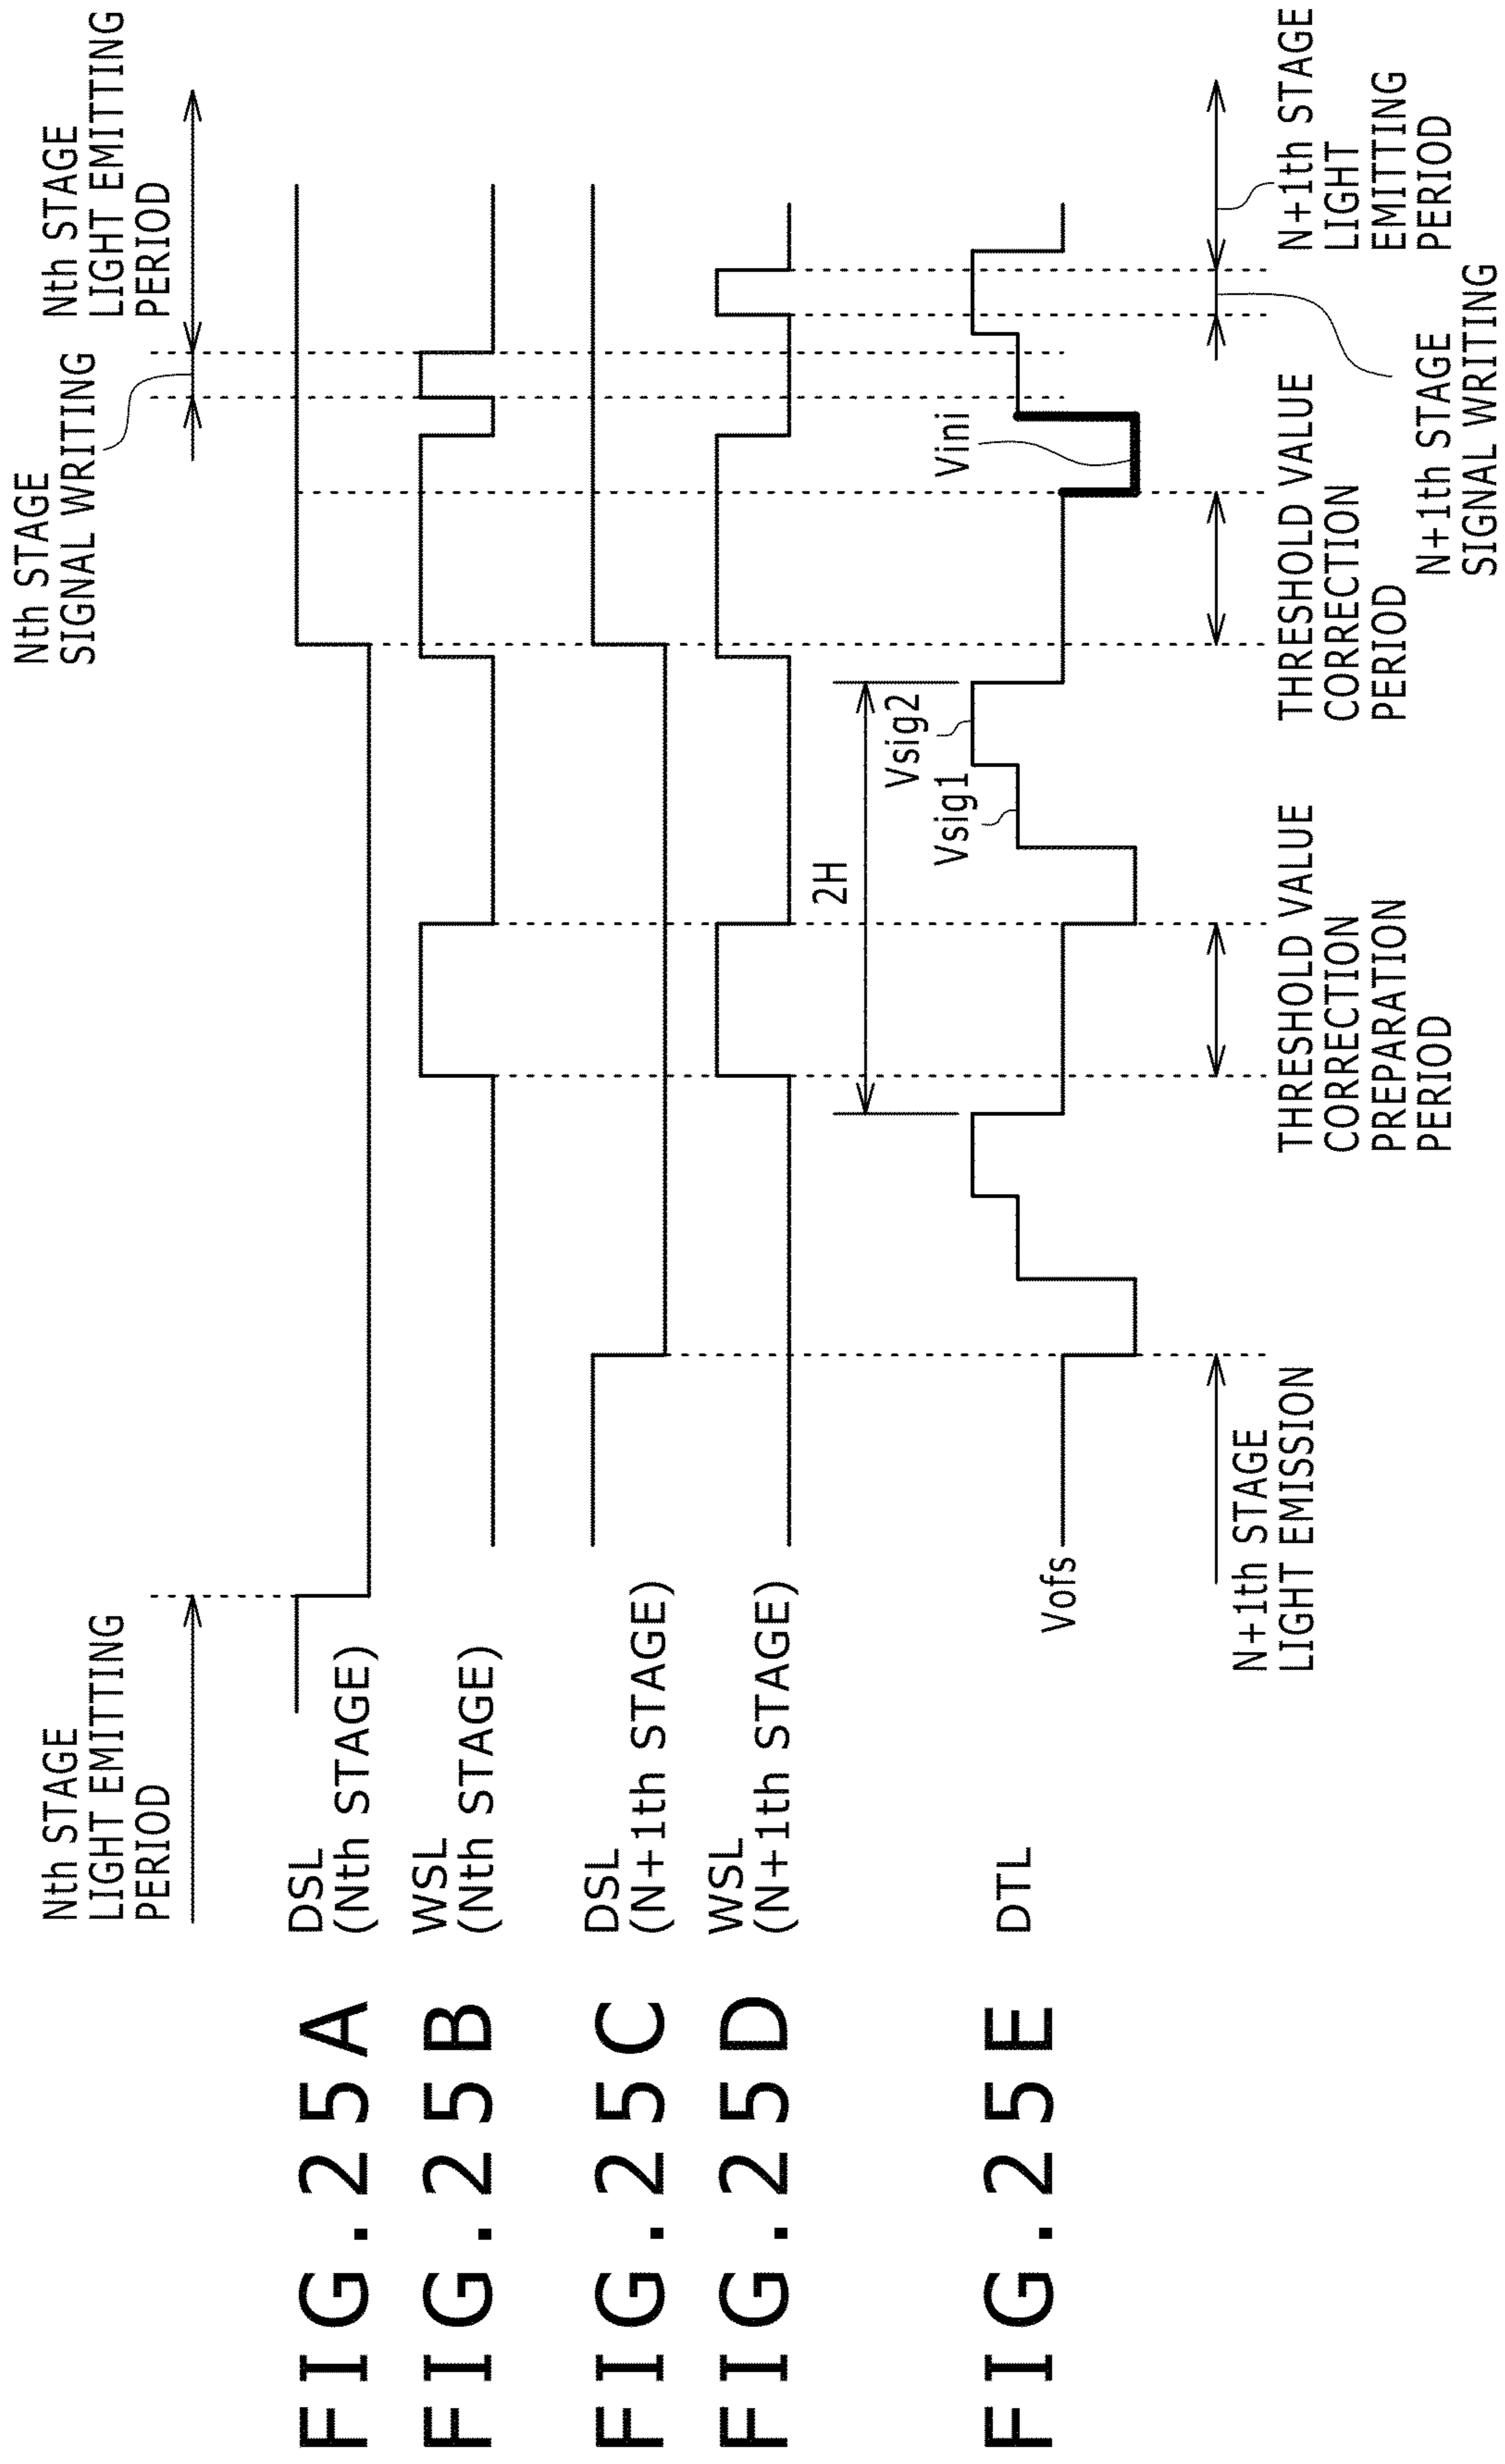 Nth STAGE
LIGHT EMITTING
PERIOD
Nth STAGE
SIGNAL WRITING
Nth STAGE
LIGHT EMITTING
PERIOD
FIG.25A
DSL
(Nth STAGE)
FIG.25B
WSL
(Nth STAGE)
FIG.25C
DSL
(N+1th STAGE)
FIG.25D
WSL
(N+1th STAGE)
2H
Vsig2
Vsig1
Vini
FIG.25E
DTL
Vofs
N+1th STAGE
LIGHT EMISSION
THRESHOLD VALUE
CORRECTION
PREPARATION
PERIOD
THRESHOLD VALUE
CORRECTION
PERIOD
N+1th STAGE
SIGNAL WRITING
N+1th STAGE
LIGHT
EMITTING
PERIOD